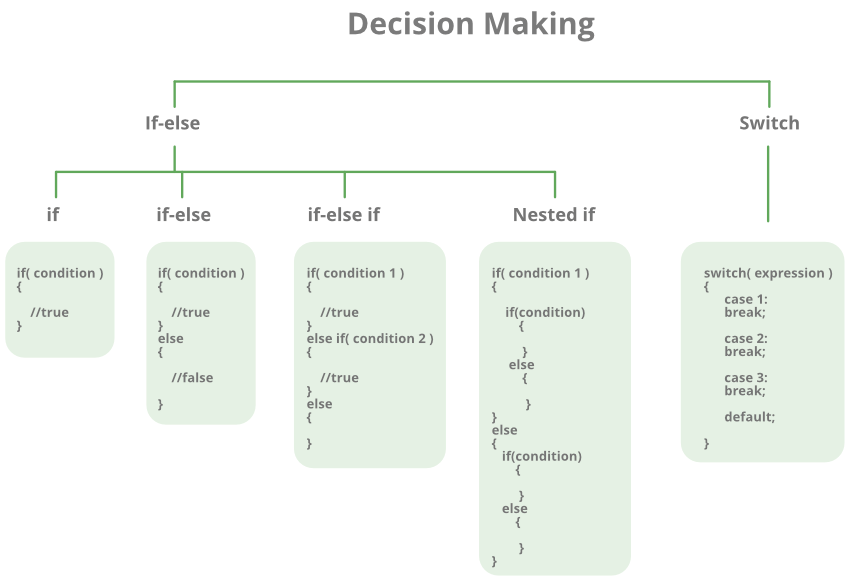 Decision Making
If-else
Switch
if
if-else
if-else if
Nested if
if( condition )
{
//true
}
if( condition )
{
//true
}
else
{
//false
}
if( condition 1 )
{
//true
}
else if( condition 2 )
{
//true
}
else
{
}
if( condition 1 )
{
if(condition)
{
}
else
{
}
}
else
{
if(condition)
{
}
else
{
}
}
switch( expression )
{
case 1:
break;
case 2:
break;
case 3:
break;
default;
}